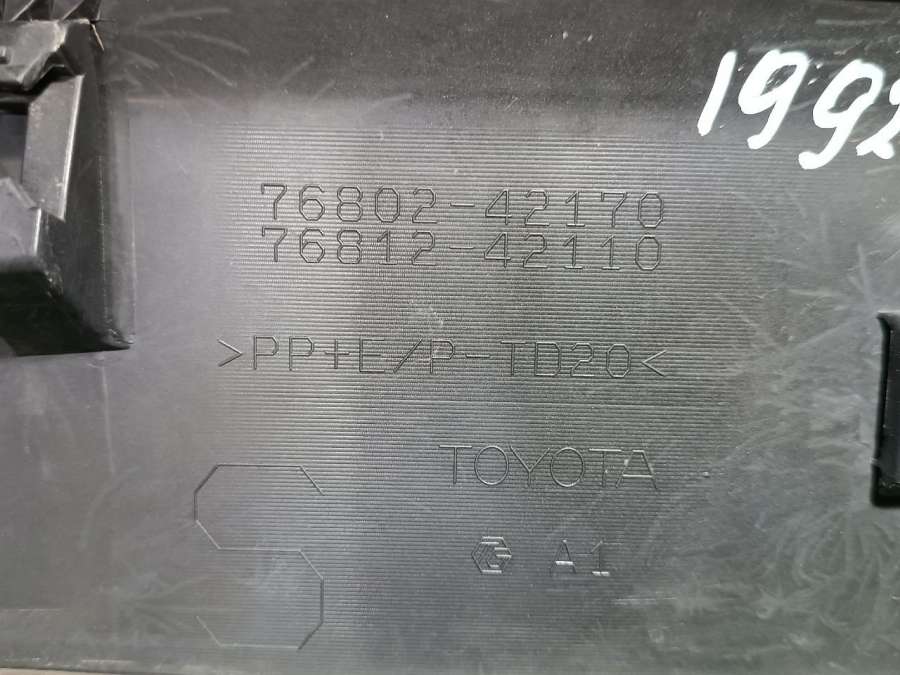 1992
76802-42170
76812-42110
>PP+E/P-TD20<
TOYOTA
A1
S